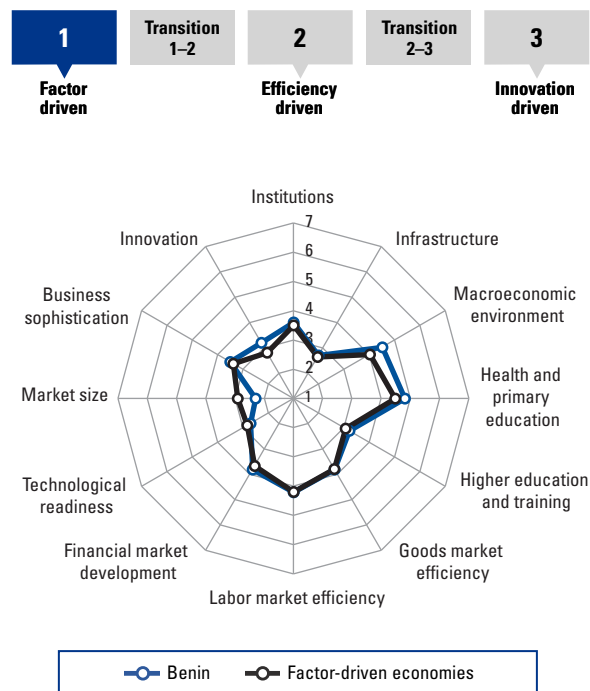 1
Transition
1–2
2
Transition
2–3
3
Factor
driven
Efficiency
driven
Innovation
driven
Institutions
7
6
5
4
3
2
1
Infrastructure
Macroeconomic
environment
Health and
primary
education
Higher education
and training
Goods market
efficiency
Labor market efficiency
Financial market
development
Technological
readiness
Market size
Business
sophistication
Innovation
Benin
Factor-driven economies